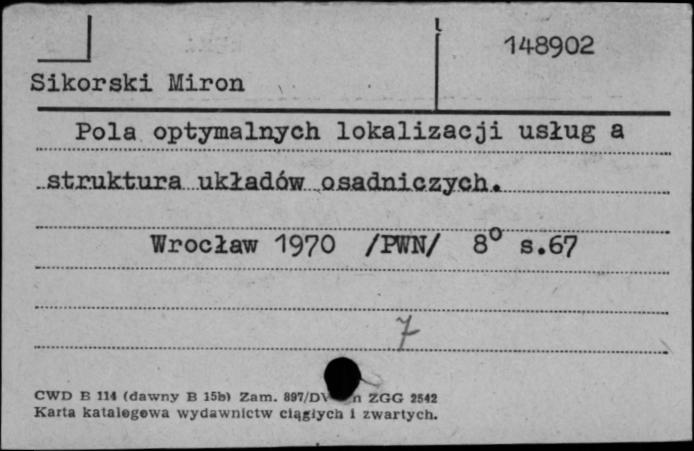 148902
Sikorski Miron
Pola optymalnych lokalizacji usług a
struktura układów osadniczych.
Wrocław 1970 /PWN/ 8° s.67
7
CWD B 114 (dawny B 15b) Zam. 897/DV n ZGG 2542
Karta katalogowa wydawnictw ciągłych i zwartych.